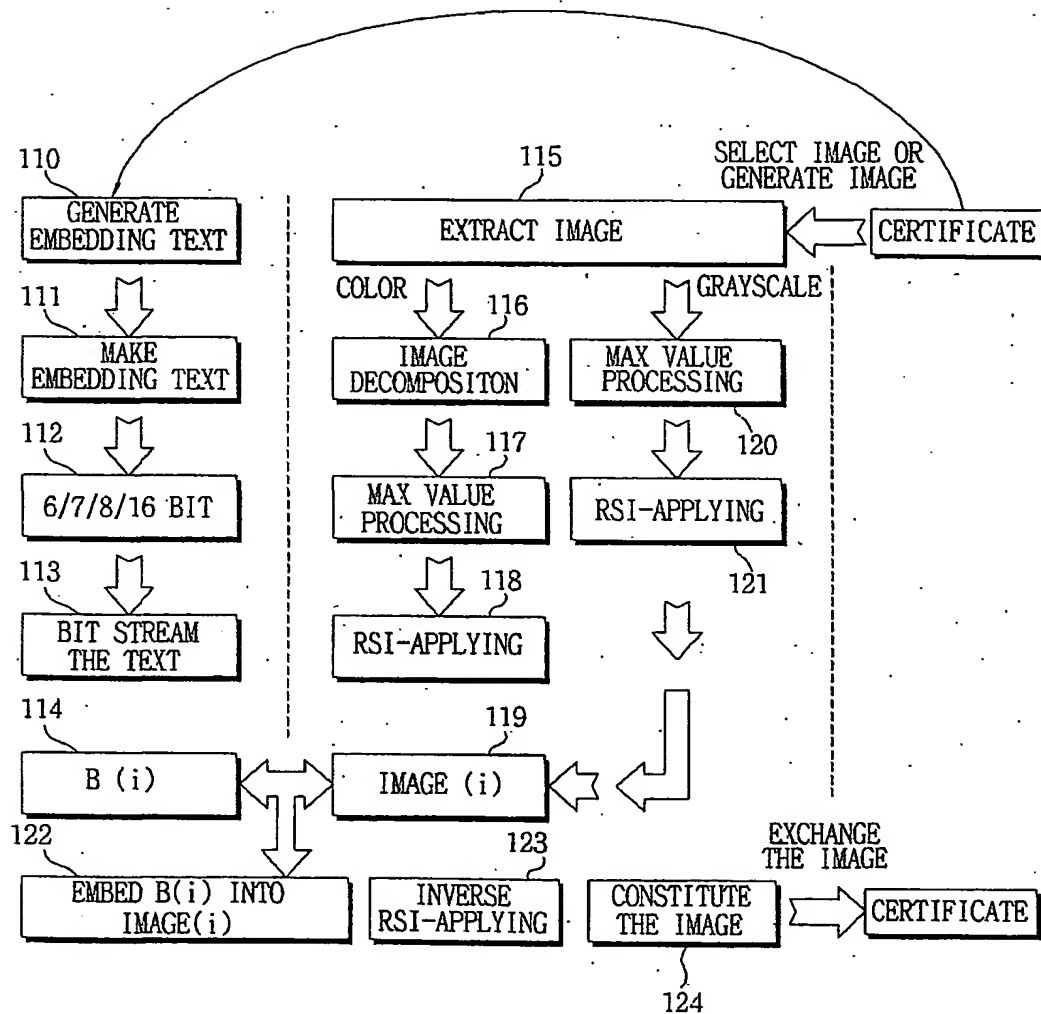 SELECT IMAGE OR
GENERATE IMAGE
110
115
GENERATE
EMBEDDING TEXT
EXTRACT IMAGE
CERTIFICATE
COLOR
GRAYSCALE
111
116
MAKE
EMBEDDING TEXT
IMAGE
DECOMPOSITON
MAX VALUE
PROCESSING
120
112
117
6/7/8/16 BIT
MAX VALUE
PROCESSING
RSI-APPLYING
121
113
118
BIT STREAM
THE TEXT
RSI-APPLYING
114
119
B (i)
IMAGE (i)
122
123
EXCHANGE
THE IMAGE
EMBED B(i) INTO
IMAGE(i)
INVERSE
RSI-APPLYING
CONSTITUTE
THE IMAGE
CERTIFICATE
124